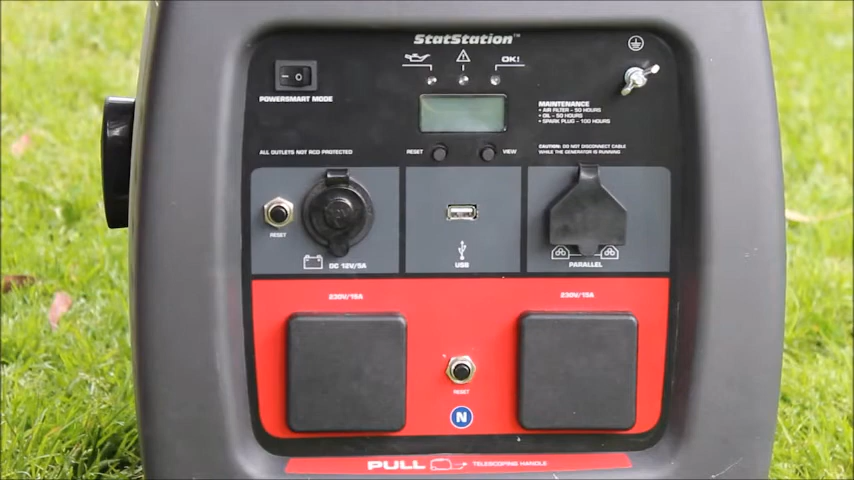 StatStation™
OK!
POWERSMART MODE
MAINTENANCE
• AIR FILTER - 50 HOURS
• OIL - 50 HOURS
• SPARK PLUG - 100 HOURS
ALL OUTLETS NOT RCD PROTECTED
RESET
VIEW
CAUTION: DO NOT DISCONNECT CABLE
WHILE THE GENERATOR IS RUNNING
RESET
DC 12V/5A
USB
PARALLEL
230V/15A
230V/15A
RESET
N
PULL
TELESCOPING HANDLE